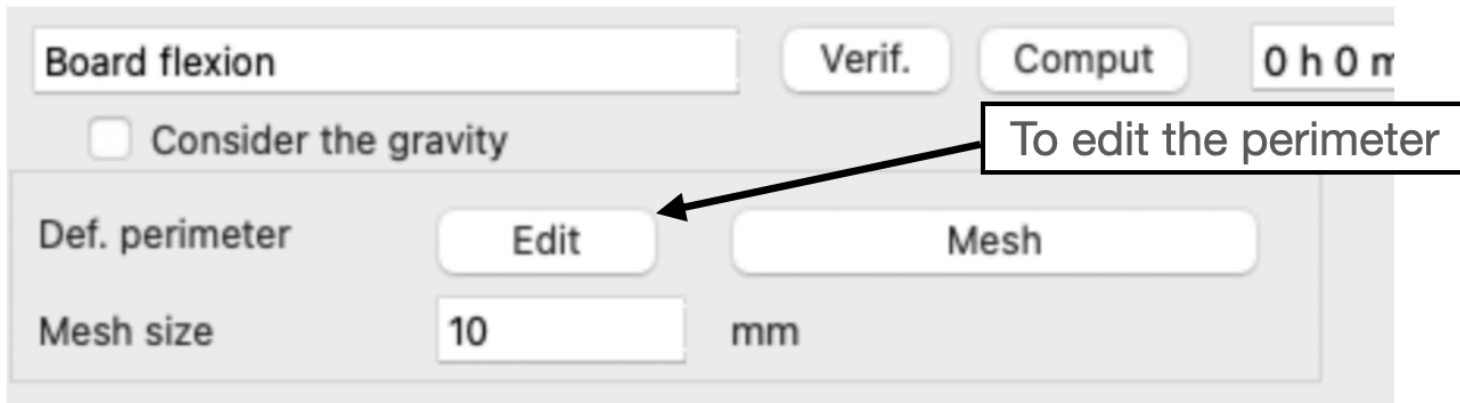 Board flexion Verif. Comput 0 h 0 m
Consider the gravity
To edit the perimeter
Def. perimeter Edit Mesh
Mesh size 10 mm